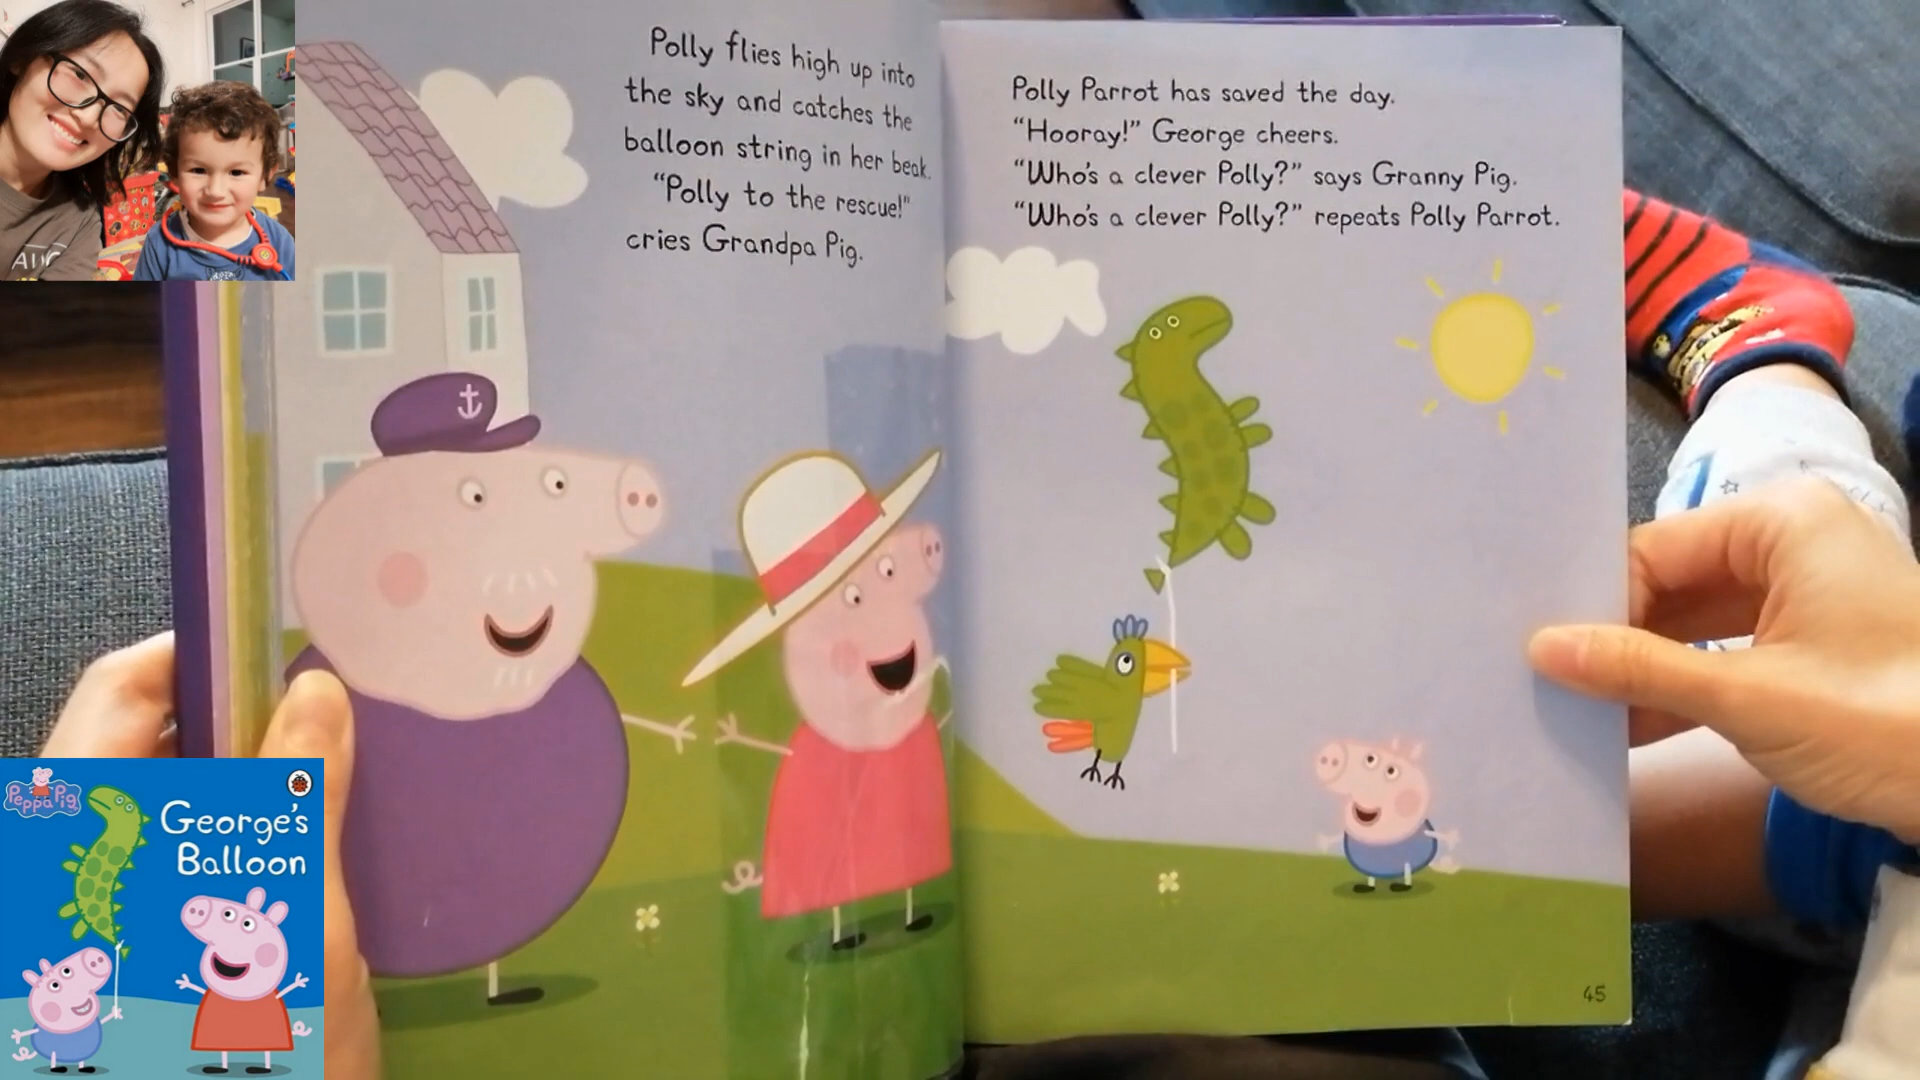 Polly flies high up into
the sky and catches the
balloon string in her beak.
"Polly to the rescue!"
cries Grandpa Pig.
Polly Parrot has saved the day.
"Hooray!" George cheers.
"Who's a clever Polly?" says Granny Pig.
"Who's a clever Polly?" repeats Polly Parrot.
45
Peppa Pig
George's
Balloon